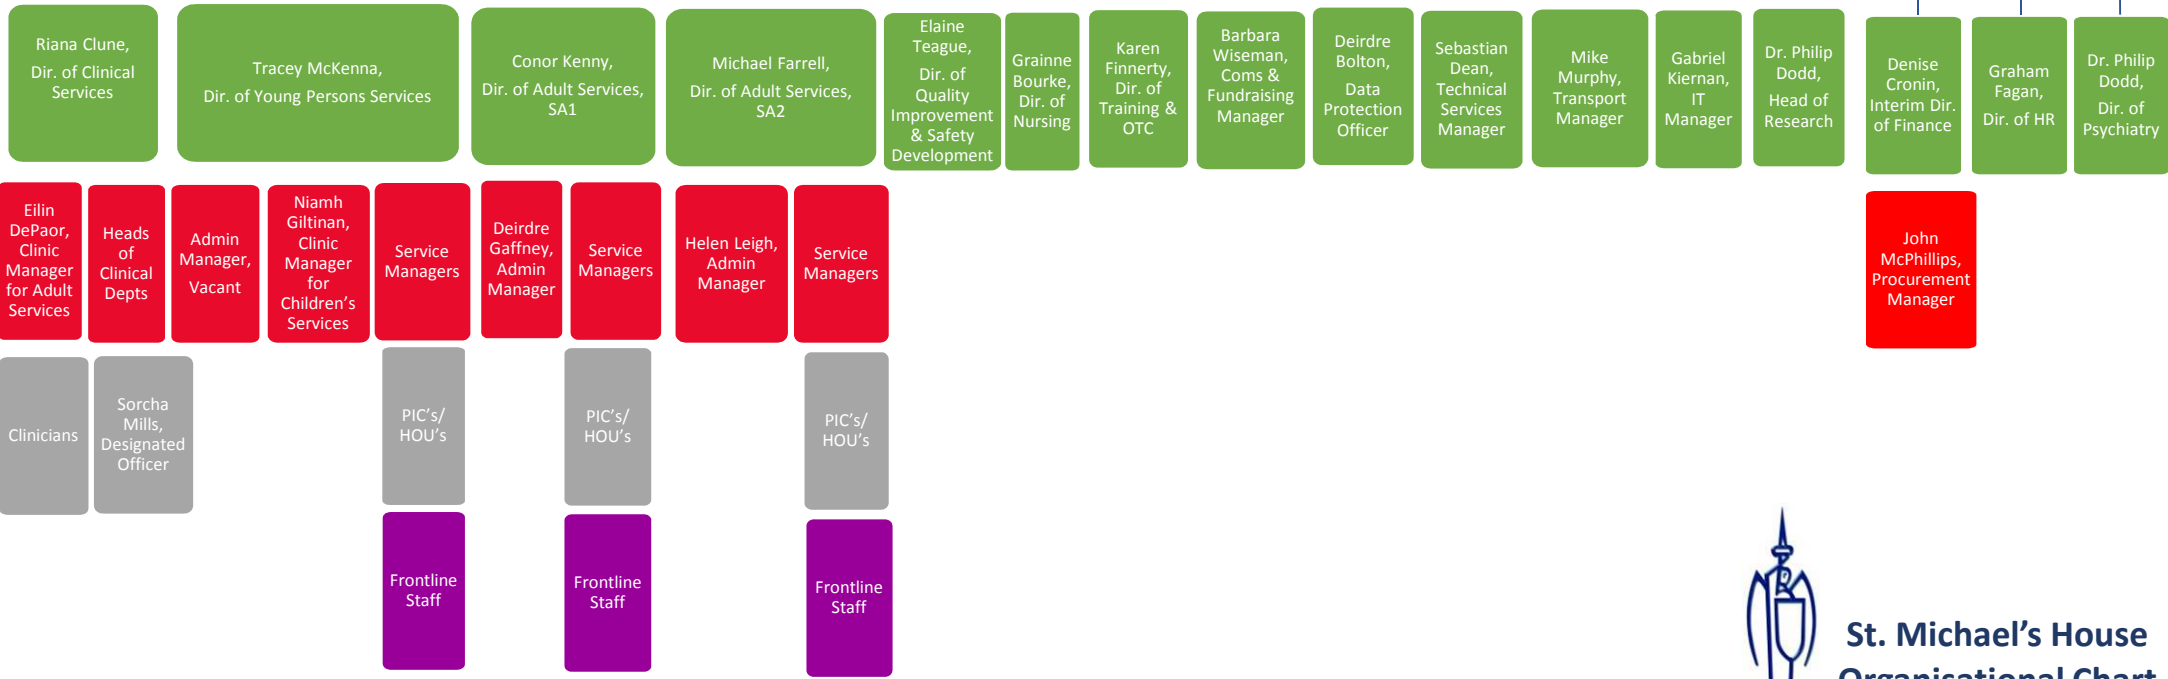 Riana Clune,
Dir. of Clinical
Services
Tracey McKenna,
Dir. of Young Persons Services
Conor Kenny,
Dir. of Adult Services,
SA1
Michael Farrell,
Dir. of Adult Services,
SA2
Elaine
Teague,
Dir. of
Quality
Improvement
& Safety
Development
Grainne
Bourke,
Dir. of
Nursing
Karen
Finnerty,
Dir. of
Training &
OTC
Barbara
Wiseman,
Coms &
Fundraising
Manager
Deirdre
Bolton,
Data
Protection
Officer
Sebastian
Dean,
Technical
Services
Manager
Mike
Murphy,
Transport
Manager
Gabriel
Kiernan,
IT
Manager
Dr. Philip
Dodd,
Head of
Research
Denise
Cronin,
Interim Dir.
of Finance
Graham
Fagan,
Dir. of HR
Dr. Philip
Dodd,
Dir. of
Psychiatry
Eilin
DePaor,
Clinic
Manager
for Adult
Services
Heads
of
Clinical
Depts
Admin
Manager,
Vacant
Niamh
Giltinan,
Clinic
Manager
for
Children’s
Services
Service
Managers
Deirdre
Gaffney,
Admin
Manager
Service
Managers
Helen Leigh,
Admin
Manager
Service
Managers
John
McPhillips,
Procurement
Manager
Clinicians
Sorcha
Mills,
Designated
Officer
PIC’s/
HOU’s
PIC’s/
HOU’s
PIC’s/
HOU’s
Frontline
Staff
Frontline
Staff
Frontline
Staff
St. Michael’s House
Organisational Chart